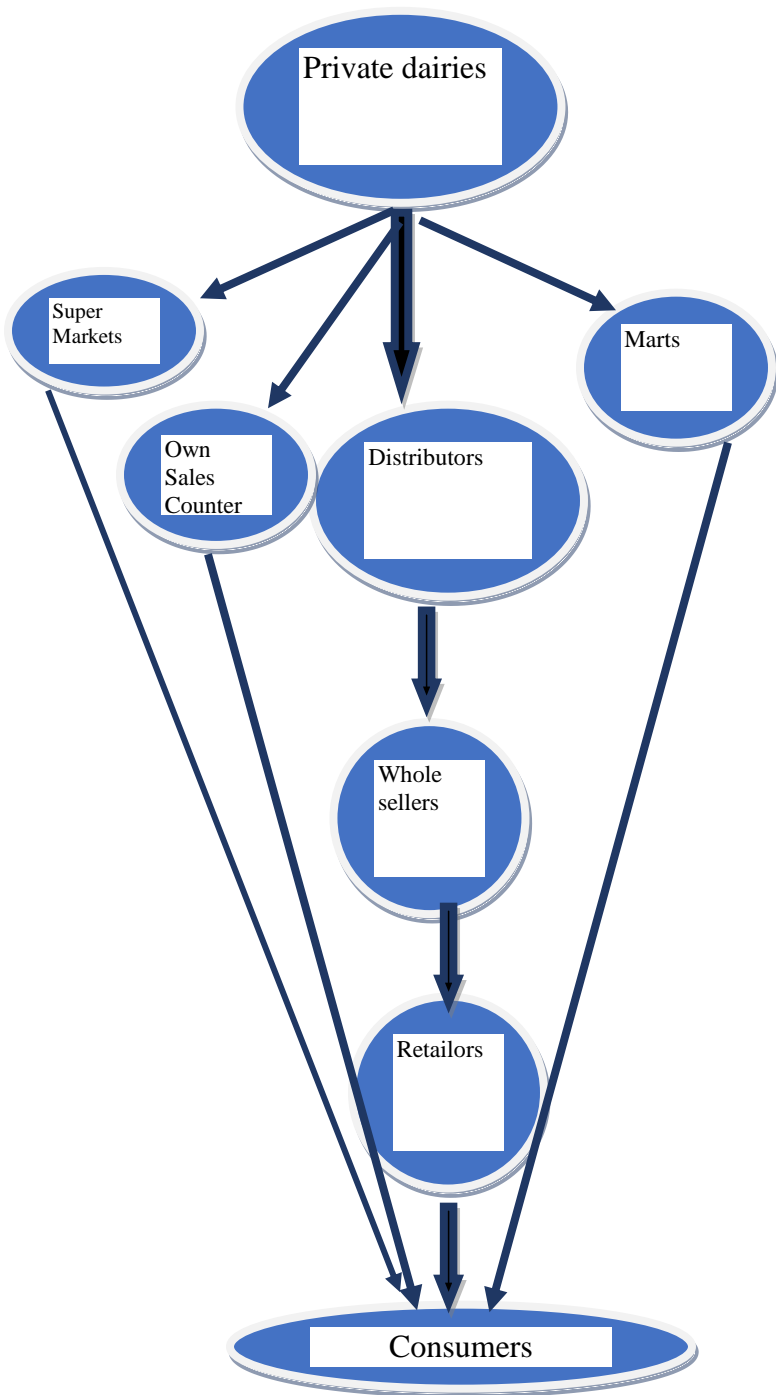 Private dairies
Super
Markets
Marts
Own
Sales
Counter
Distributors
Whole
sellers
Retailors
Consumers